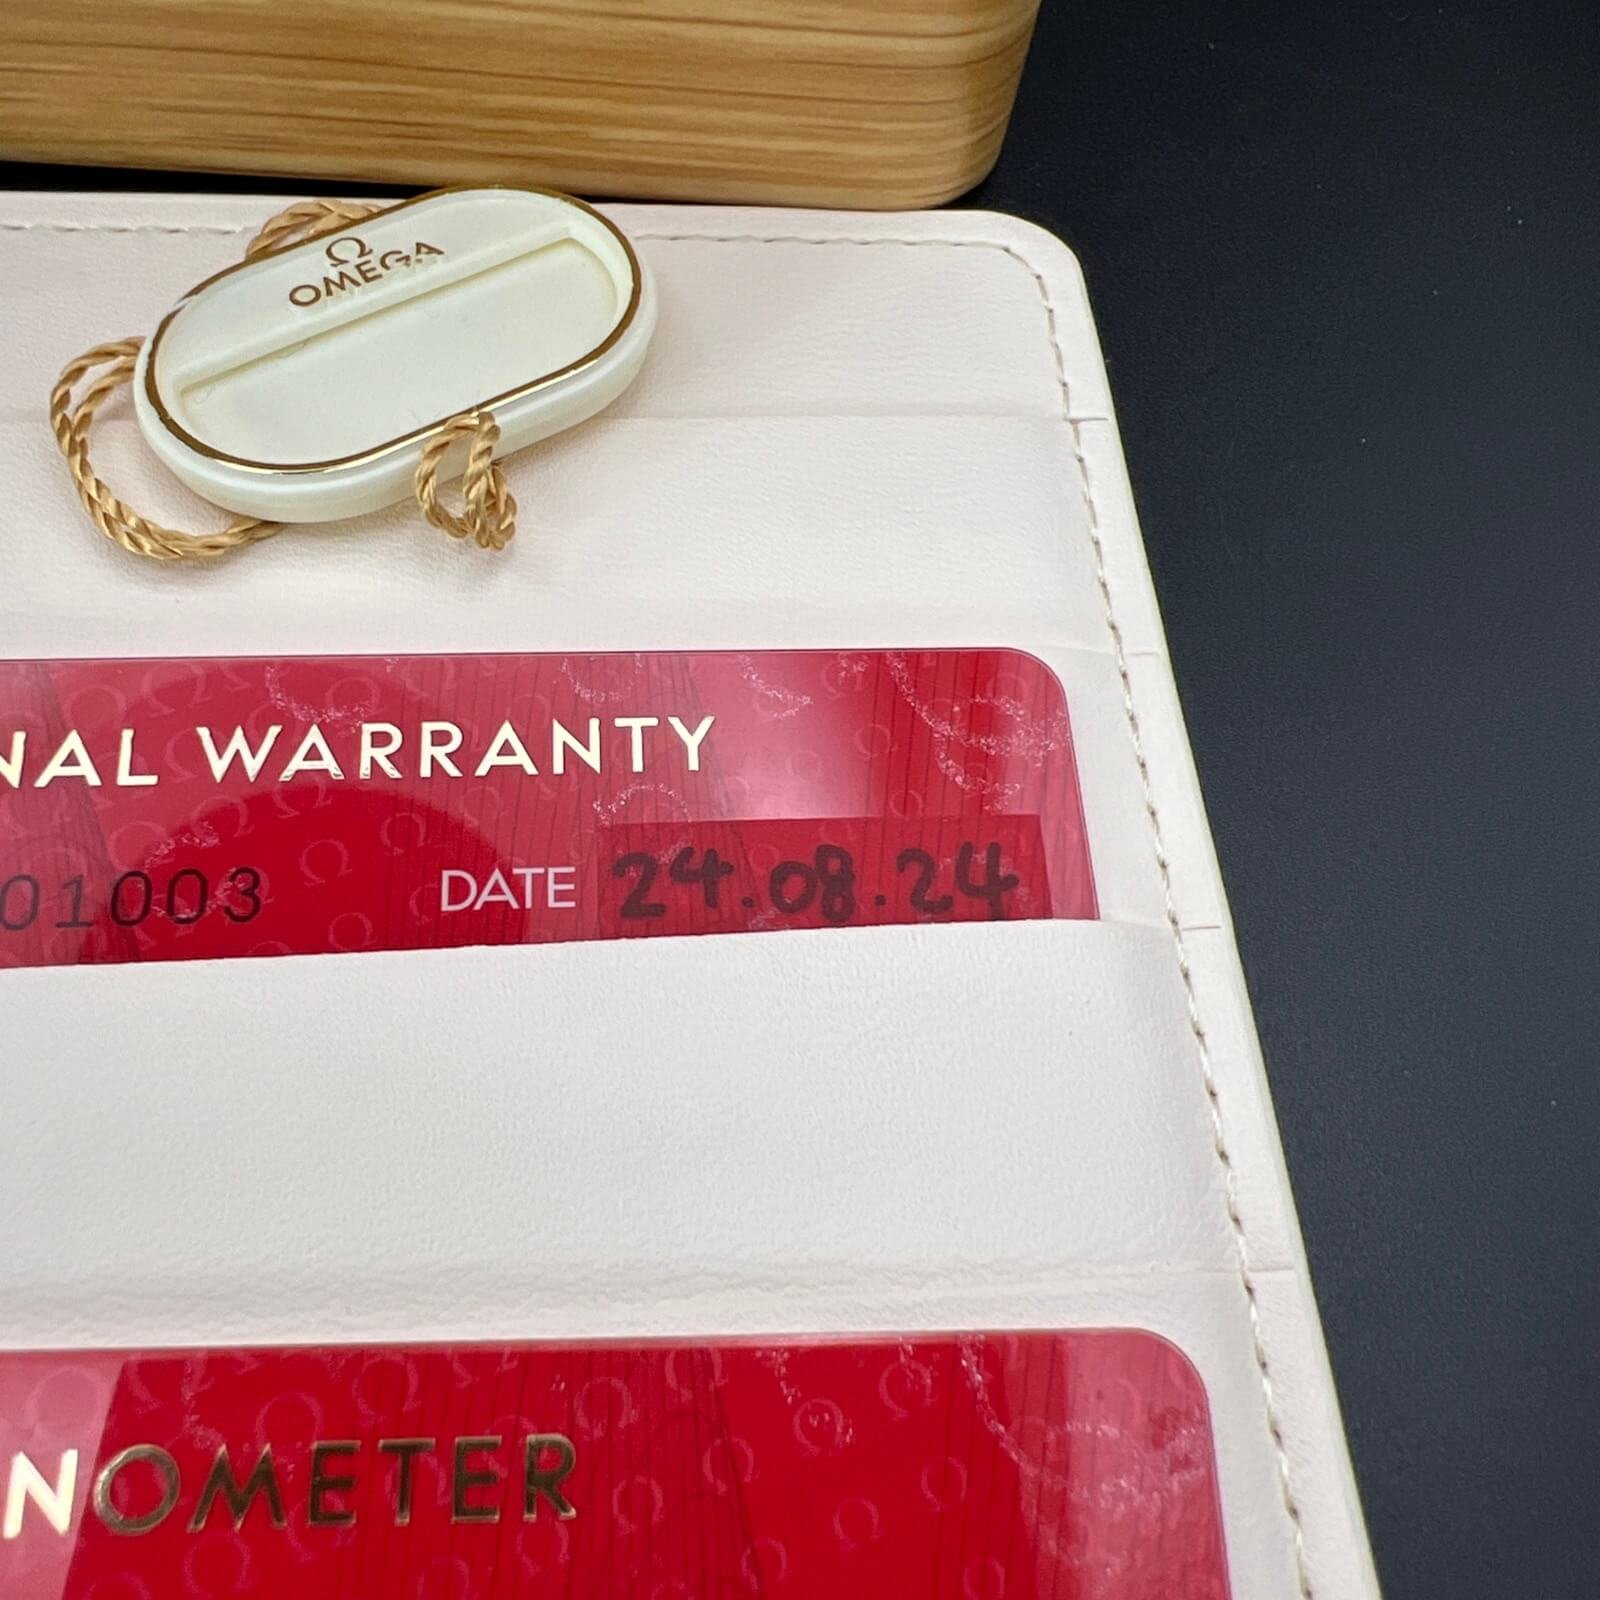 Ω
OMEGA
NAL WARRANTY
01003 DATE 24.08.24
NOMETER